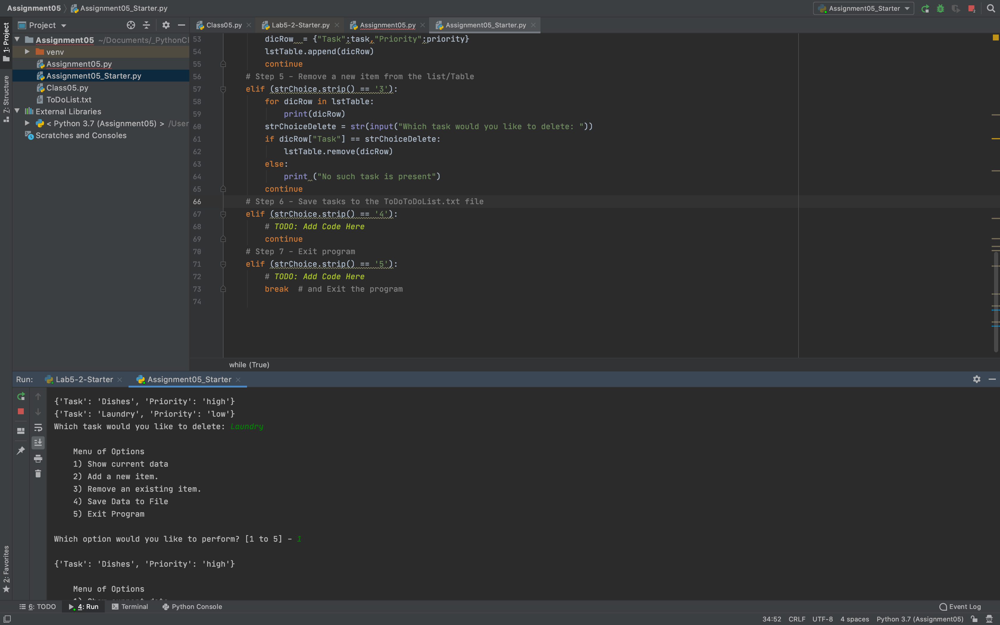 Assignment05 Assignment05_Starter.py Assignment05_Starter 2
1: Project
7: Structure
2: Favorites
Project
Class05.py Lab5-2-Starter.py Assignment05.py Assignment05_Starter.py
Assignment05 ~/Documents/_PythonCl
venv
Assignment05.py
Assignment05_Starter.py
Class05.py
ToDoList.txt
External Libraries
< Python 3.7 (Assignment05) > /User
Scratches and Consoles
53 dicRow  = {"Task":task,"Priority":priority}
54 lstTable.append(dicRow)
55 continue
56 # Step 5 - Remove a new item from the list/Table
57 elif (strChoice.strip() == '3'):
58 for dicRow in lstTable:
59 print(dicRow)
60 strChoiceDelete = str(input("Which task would you like to delete: "))
61 if dicRow["Task"] == strChoiceDelete:
62 lstTable.remove(dicRow)
63 else:
64 print ("No such task is present")
65 continue
66 # Step 6 - Save tasks to the ToDoToDoList.txt file
67 elif (strChoice.strip() == '4'):
68 # TODO: Add Code Here
69 continue
70 # Step 7 - Exit program
71 elif (strChoice.strip() == '5'):
72 # TODO: Add Code Here
73 break  # and Exit the program
74
while (True)
Run: Lab5-2-Starter Assignment05_Starter
{'Task': 'Dishes', 'Priority': 'high'}
{'Task': 'Laundry', 'Priority': 'low'}
Which task would you like to delete: Laundry
Menu of Options
1) Show current data
2) Add a new item.
3) Remove an existing item.
4) Save Data to File
5) Exit Program
Which option would you like to perform? [1 to 5] - 1
{'Task': 'Dishes', 'Priority': 'high'}
Menu of Options
1) Show current data
6: TODO 4: Run Terminal Python Console Event Log
34:52 CRLF UTF-8 4 spaces Python 3.7 (Assignment05)